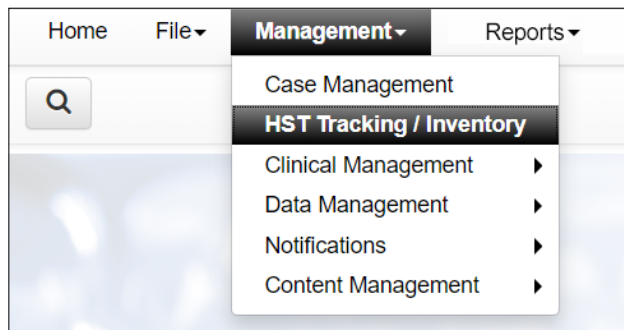 Home File Management Reports
Case Management
HST Tracking / Inventory
Clinical Management
Data Management
Notifications
Content Management